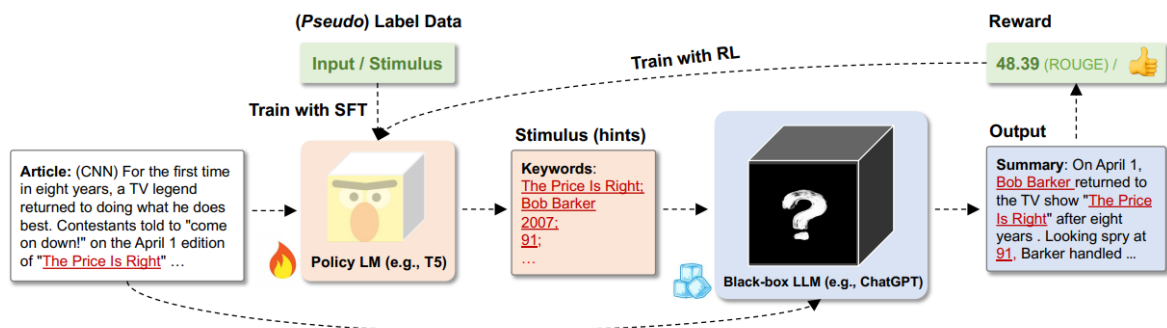 (Pseudo) Label Data
Input / Stimulus
Train with SFT
Train with RL
Reward
48.39 (ROUGE) /
Article: (CNN) For the first time
in eight years, a TV legend
returned to doing what he does
best. Contestants told to "come
on down!" on the April 1 edition
of "The Price Is Right" ...
Policy LM (e.g., T5)
Stimulus (hints)
Keywords:
The Price Is Right;
Bob Barker
2007;
91;
...
?
Black-box LLM (e.g., ChatGPT)
Output
Summary: On April 1,
Bob Barker returned to
the TV show "The Price
Is Right" after eight
years . Looking spry at
91, Barker handled ...